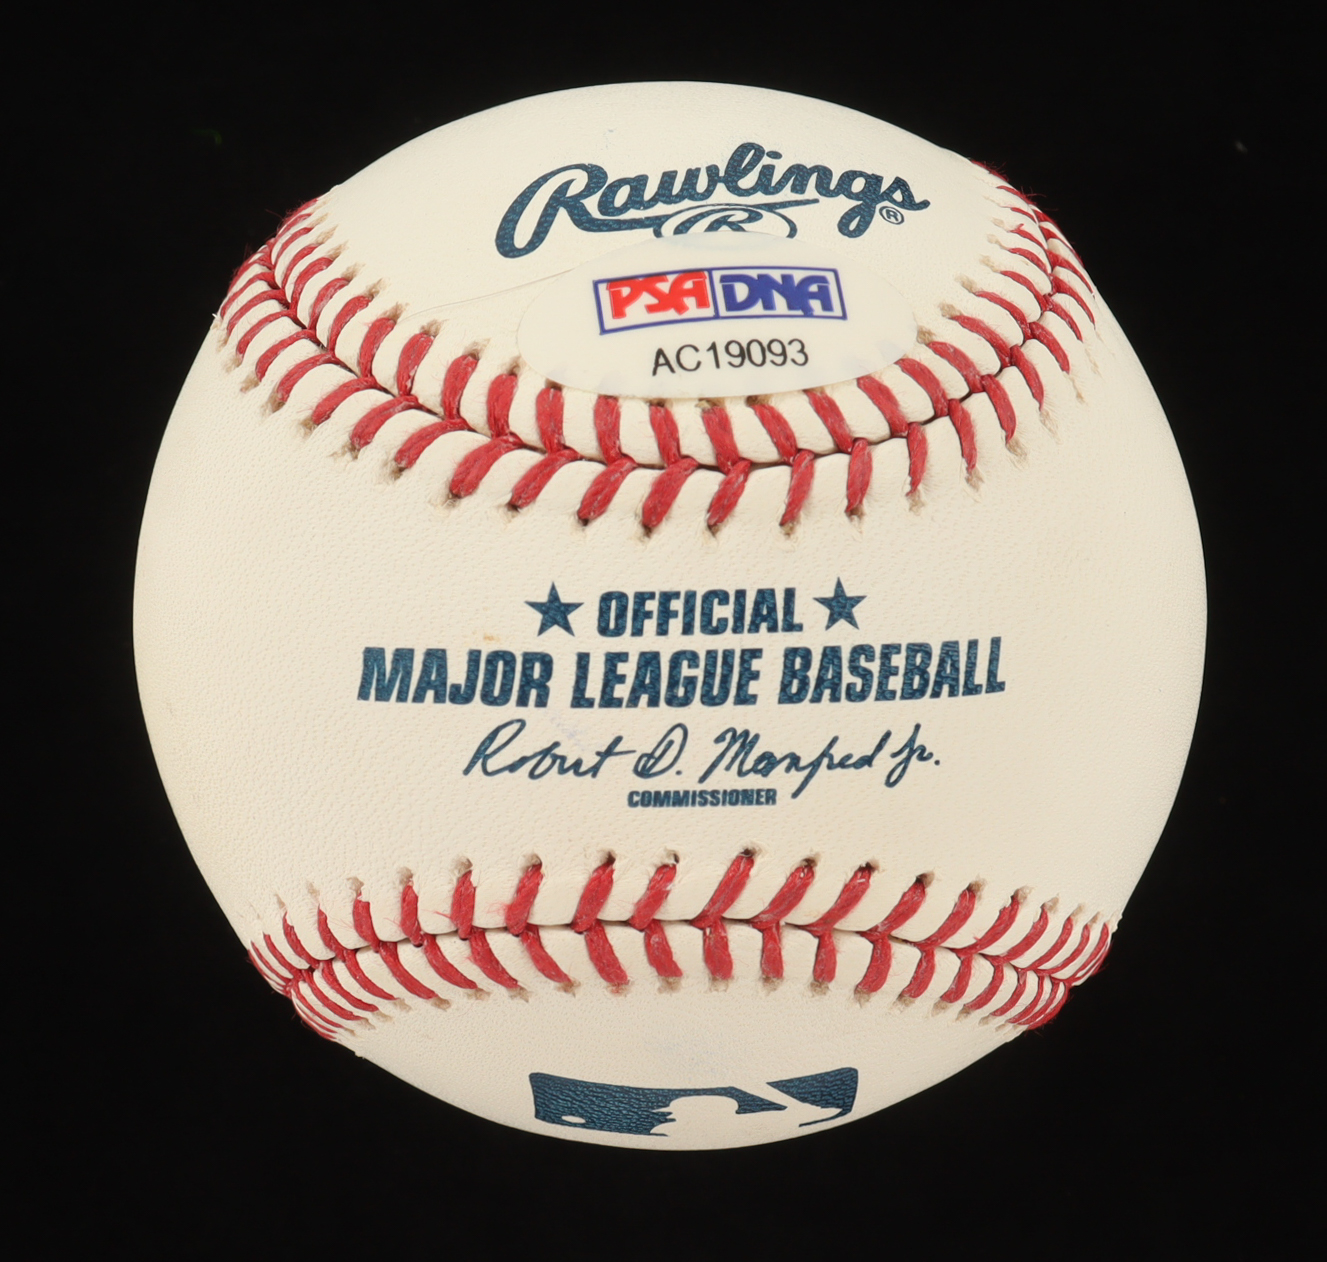 Rawlings®
R
PSA DNA
AC19093
★ OFFICIAL ★
MAJOR LEAGUE BASEBALL
Robert D. Manfred Jr.
COMMISSIONER